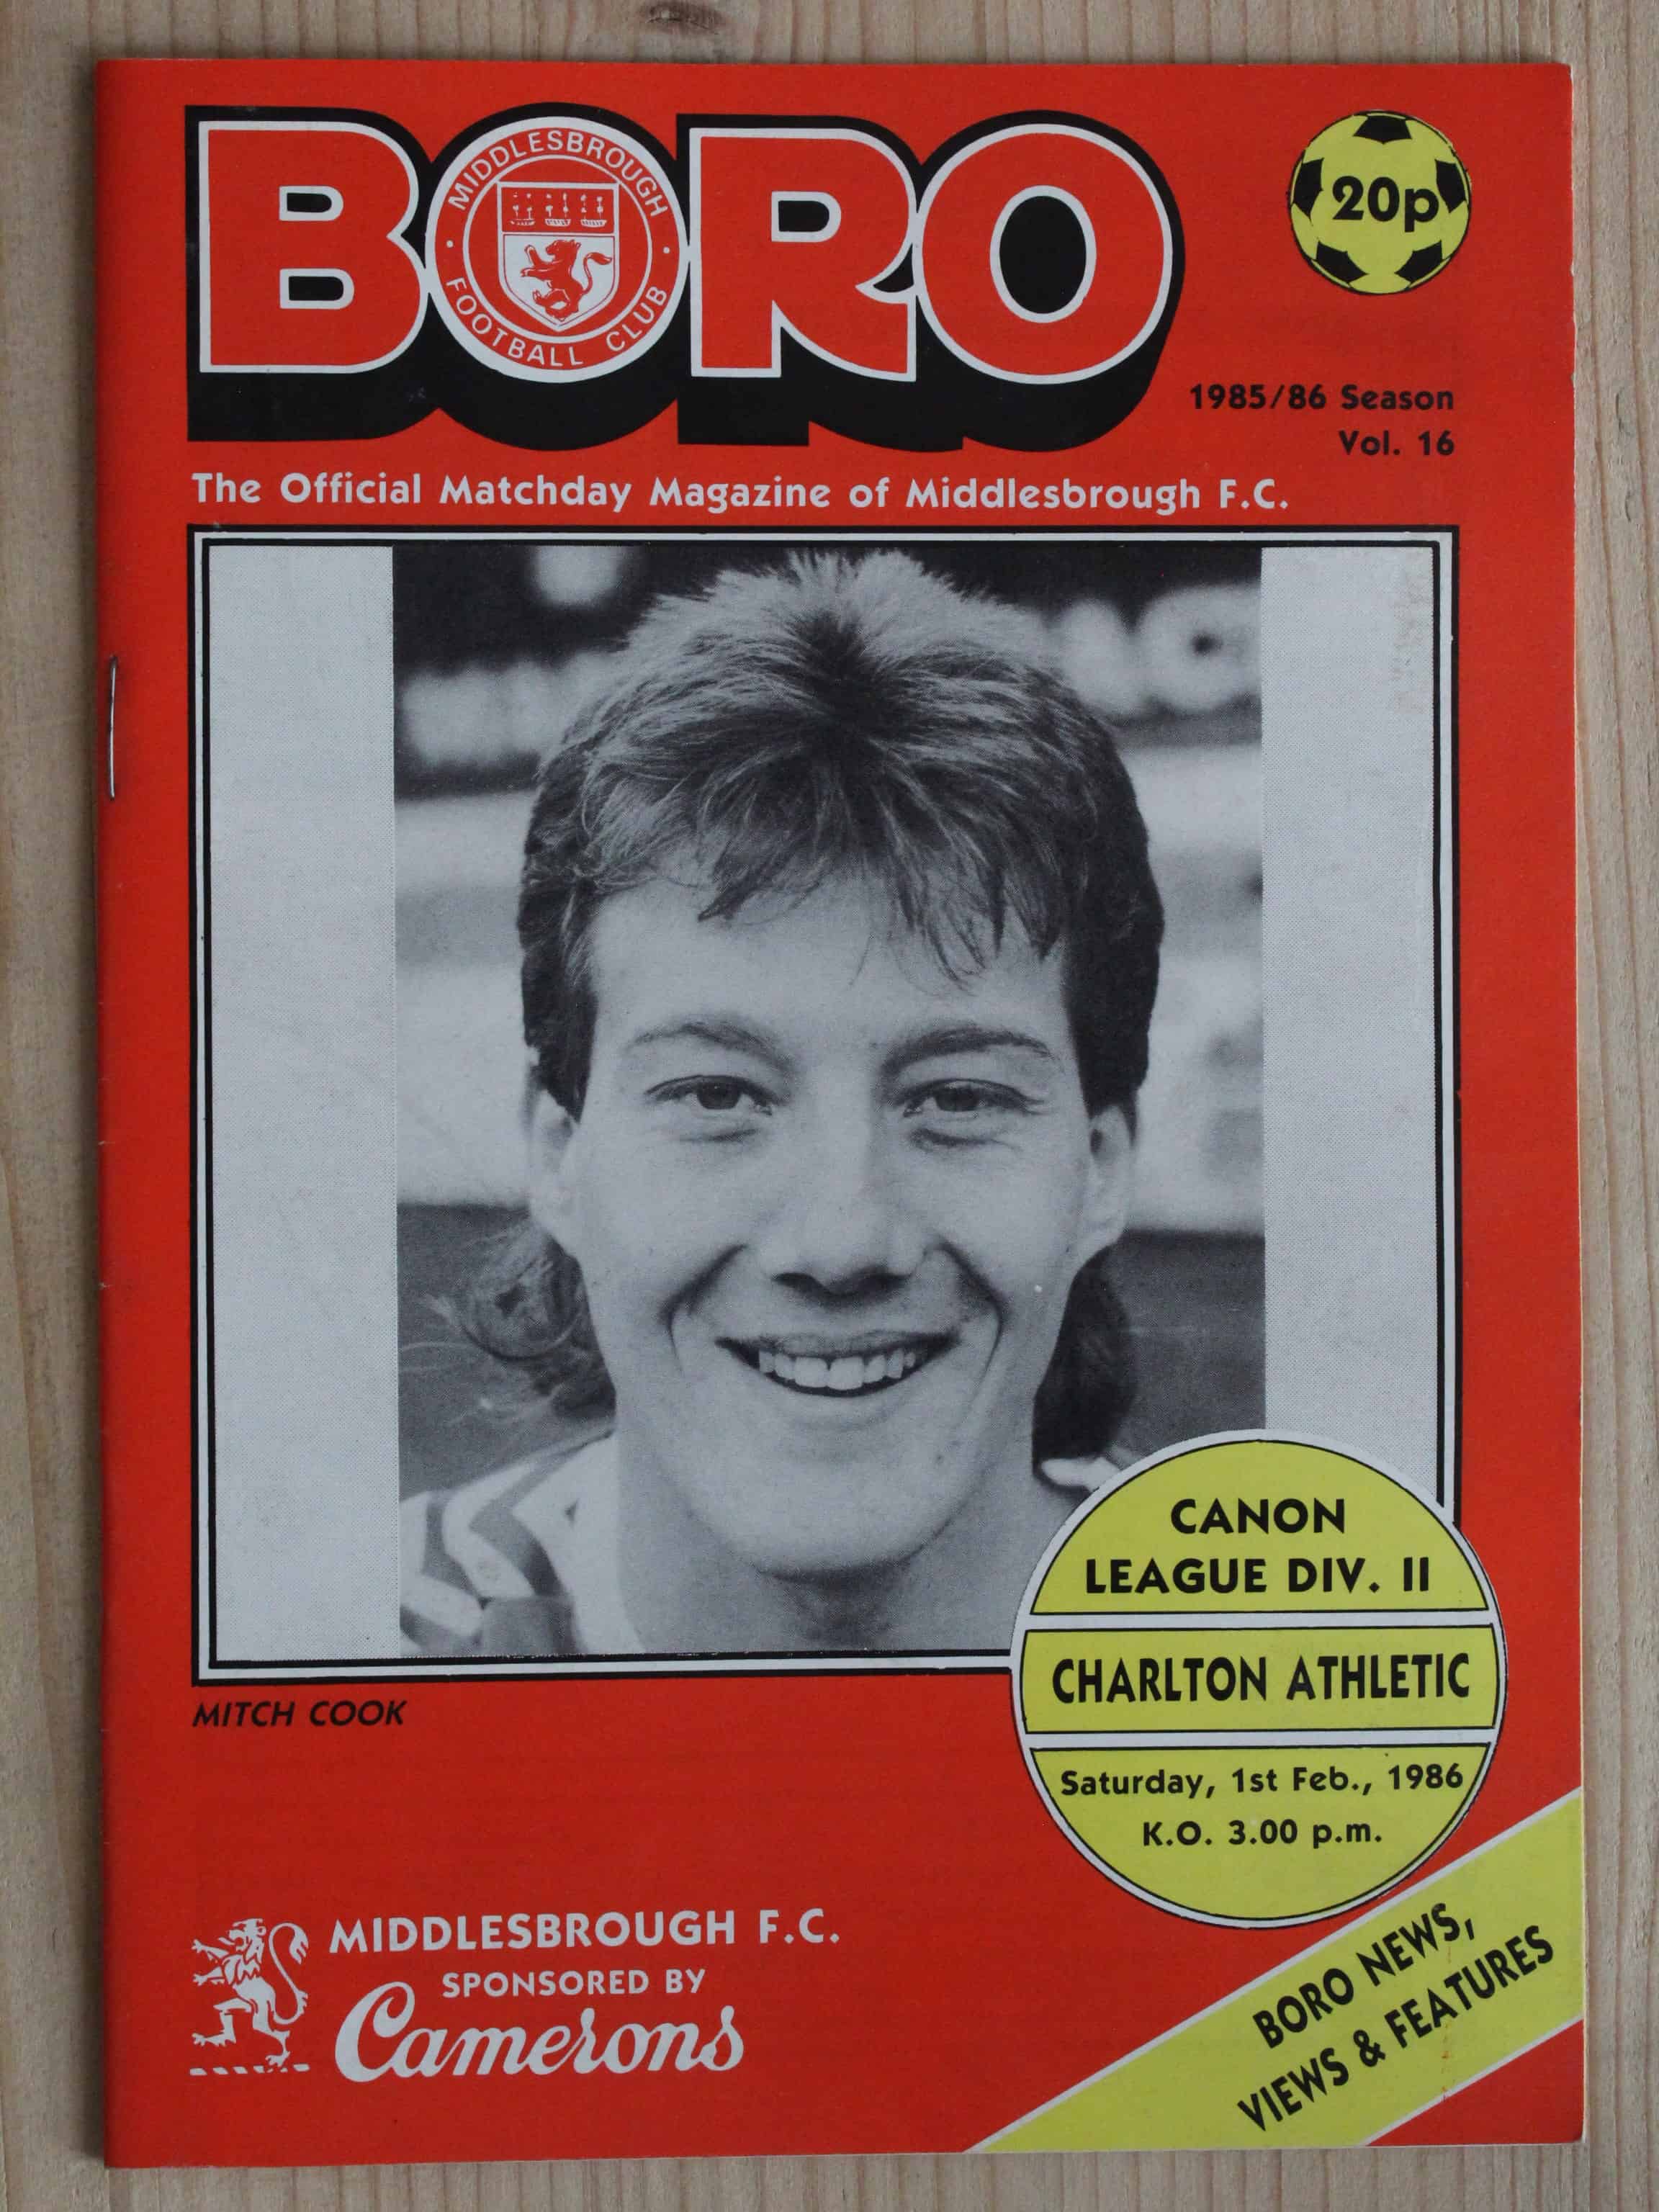 BORO
MIDDLESBROUGH
FOOTBALL CLUB
20p
1985/86 Season
Vol. 16
The Official Matchday Magazine of Middlesbrough F.C.
CANON
LEAGUE DIV. II
CHARLTON ATHLETIC
Saturday, 1st Feb., 1986
K.O. 3.00 p.m.
MITCH COOK
MIDDLESBROUGH F.C.
SPONSORED BY
Camerons
BORO NEWS,
VIEWS & FEATURES